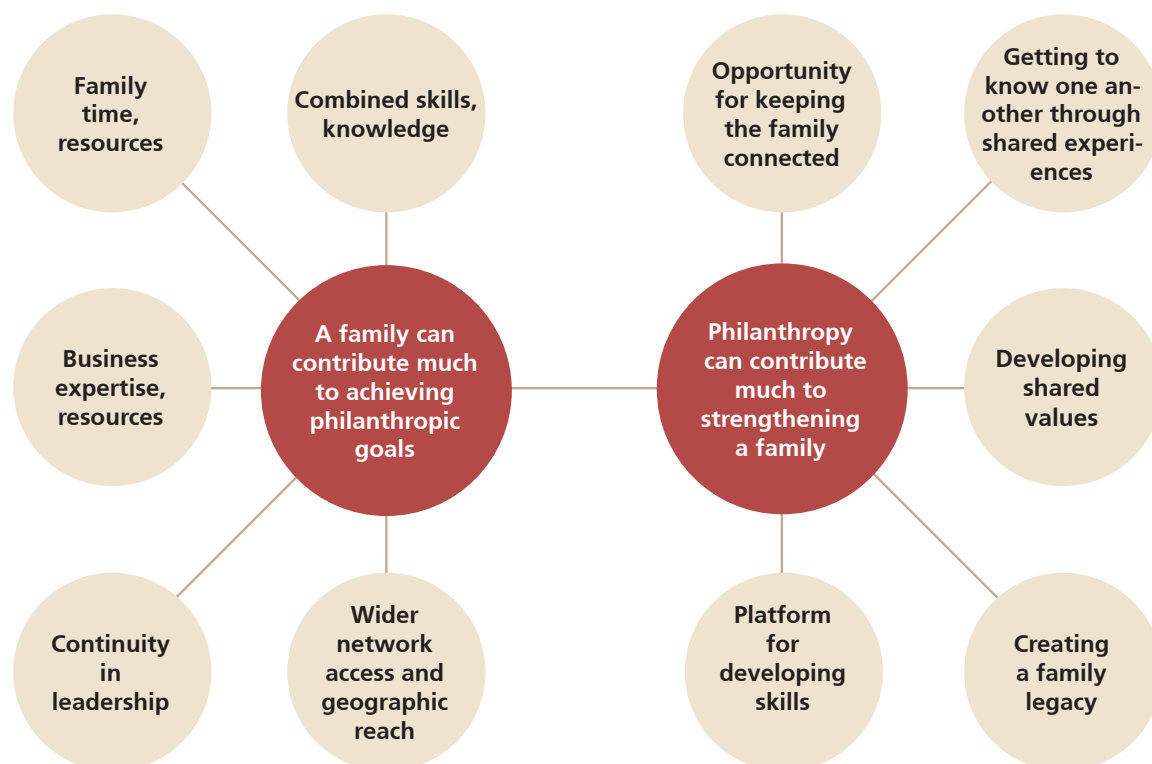 Family
time,
resources
Combined skills,
knowledge
Opportunity
for keeping
the family
connected
Getting to
know one an-
other through
shared experi-
ences
Business
expertise,
resources
A family can
contribute much
to achieving
philanthropic
goals
Philanthropy
can contribute
much to
strengthening
a family
Developing
shared
values
Continuity
in
leadership
Wider
network
access and
geographic
reach
Platform
for
developing
skills
Creating
a family
legacy